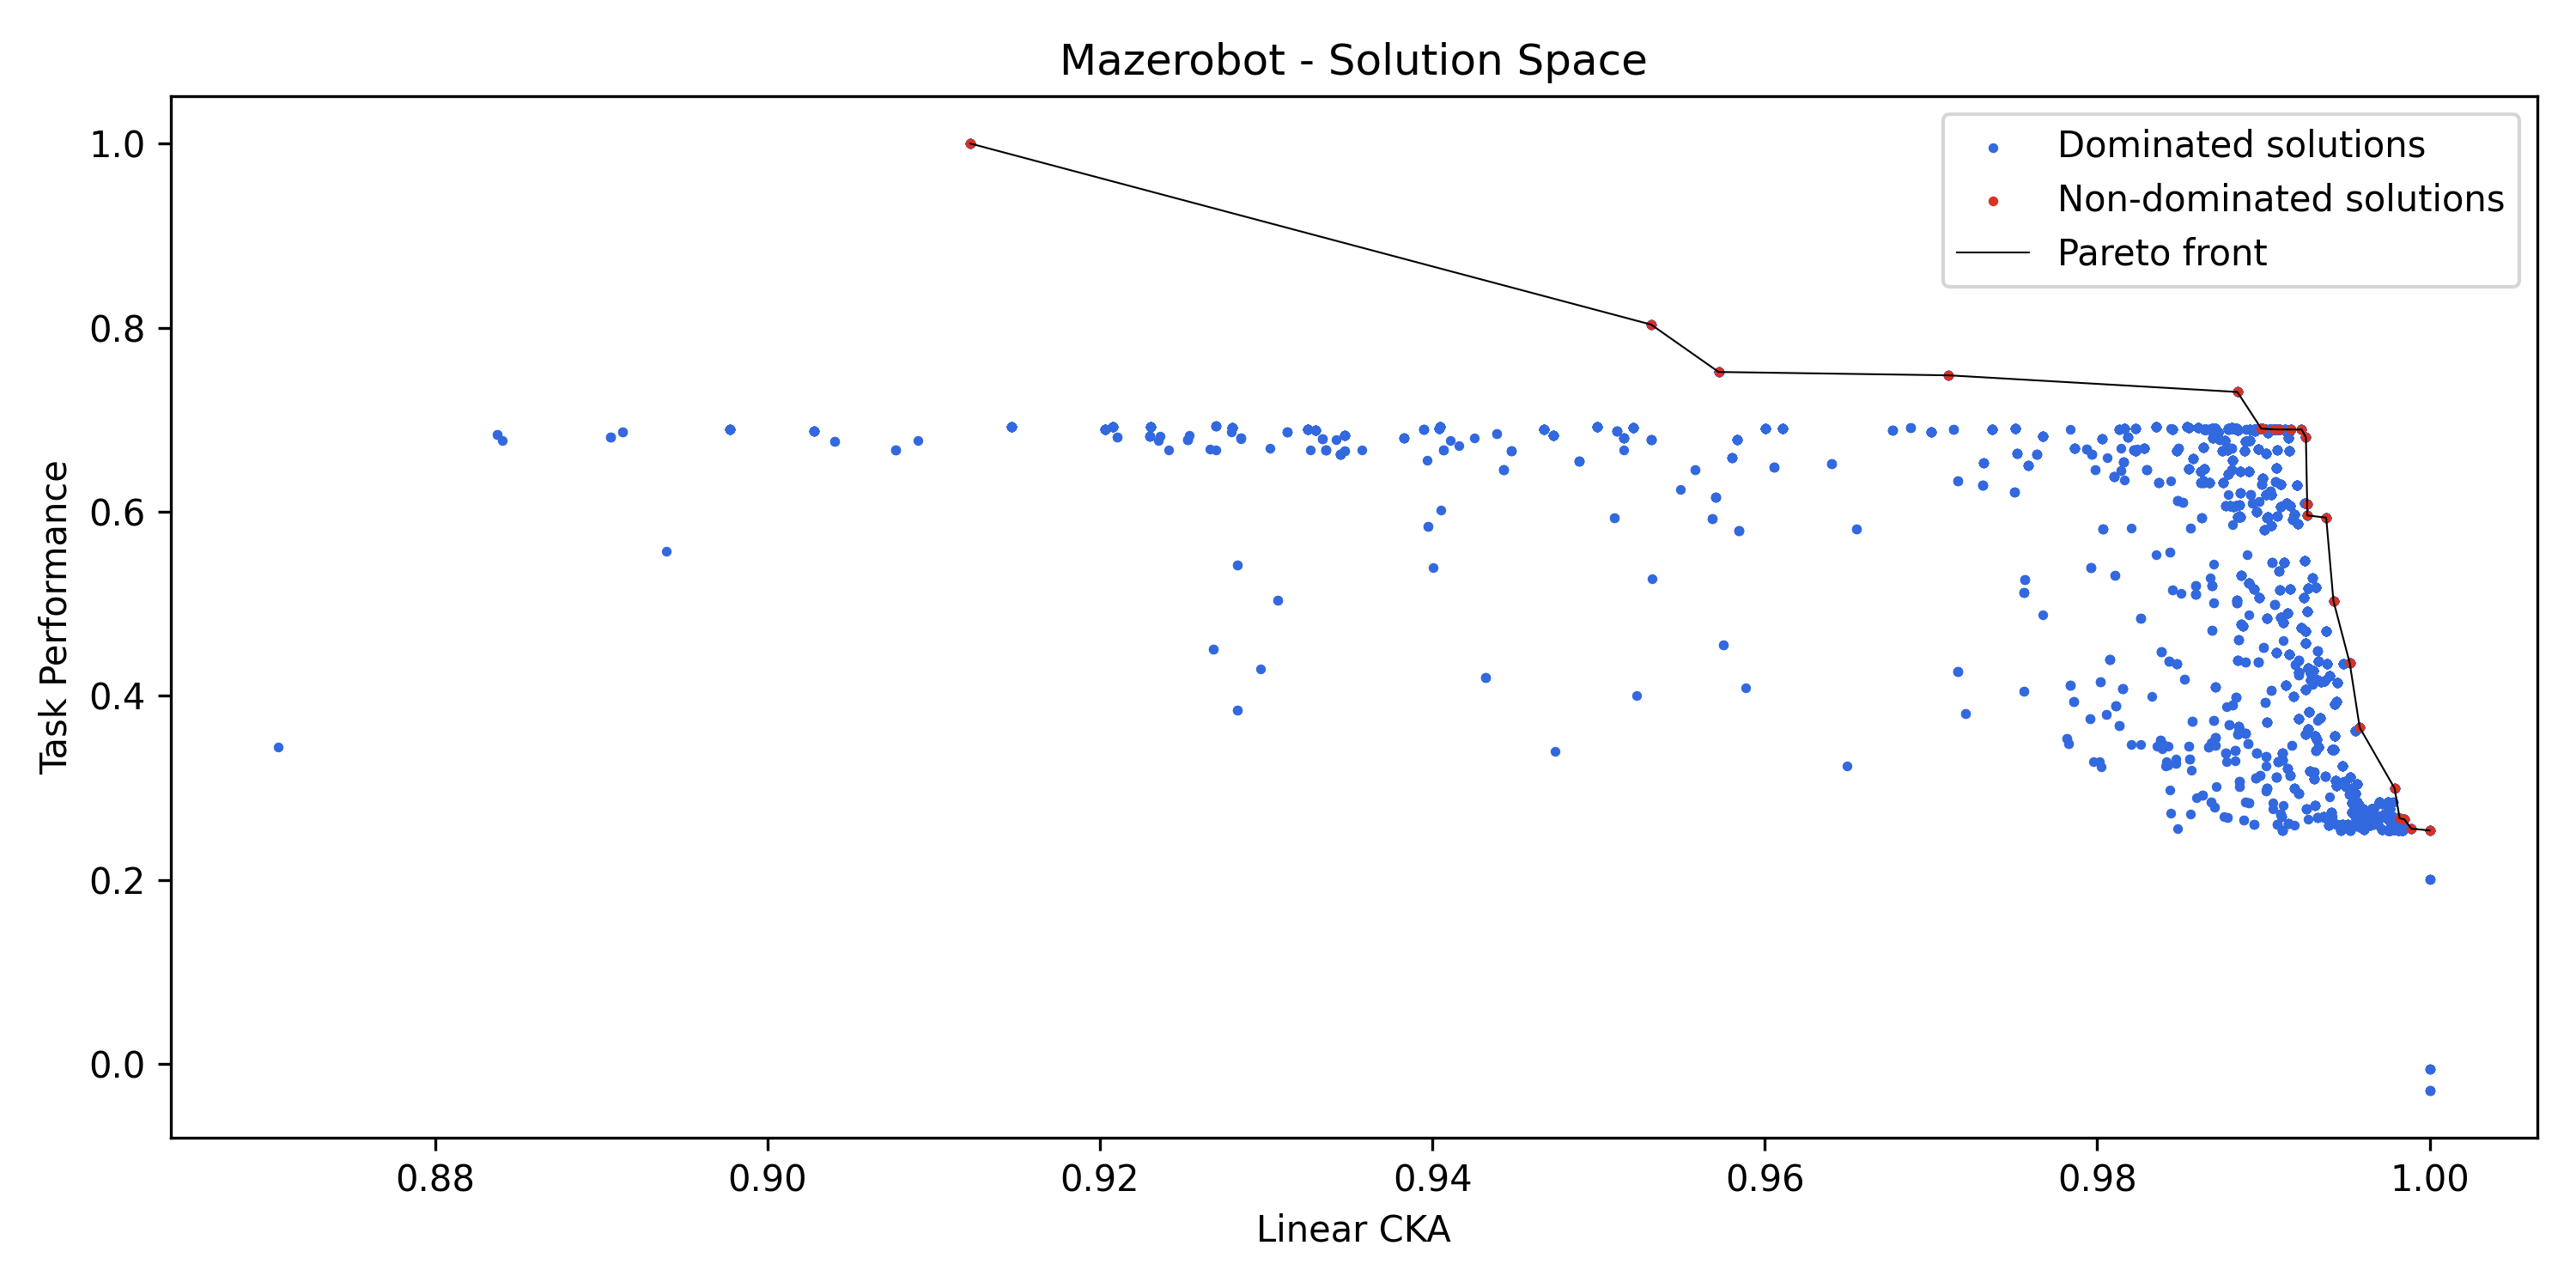 Mazerobot - Solution Space
Dominated solutions
Non-dominated solutions
Pareto front
Task Performance
1.0
0.8
0.6
0.4
0.2
0.0
0.88 0.90 0.92 0.94 0.96 0.98 1.00
Linear CKA